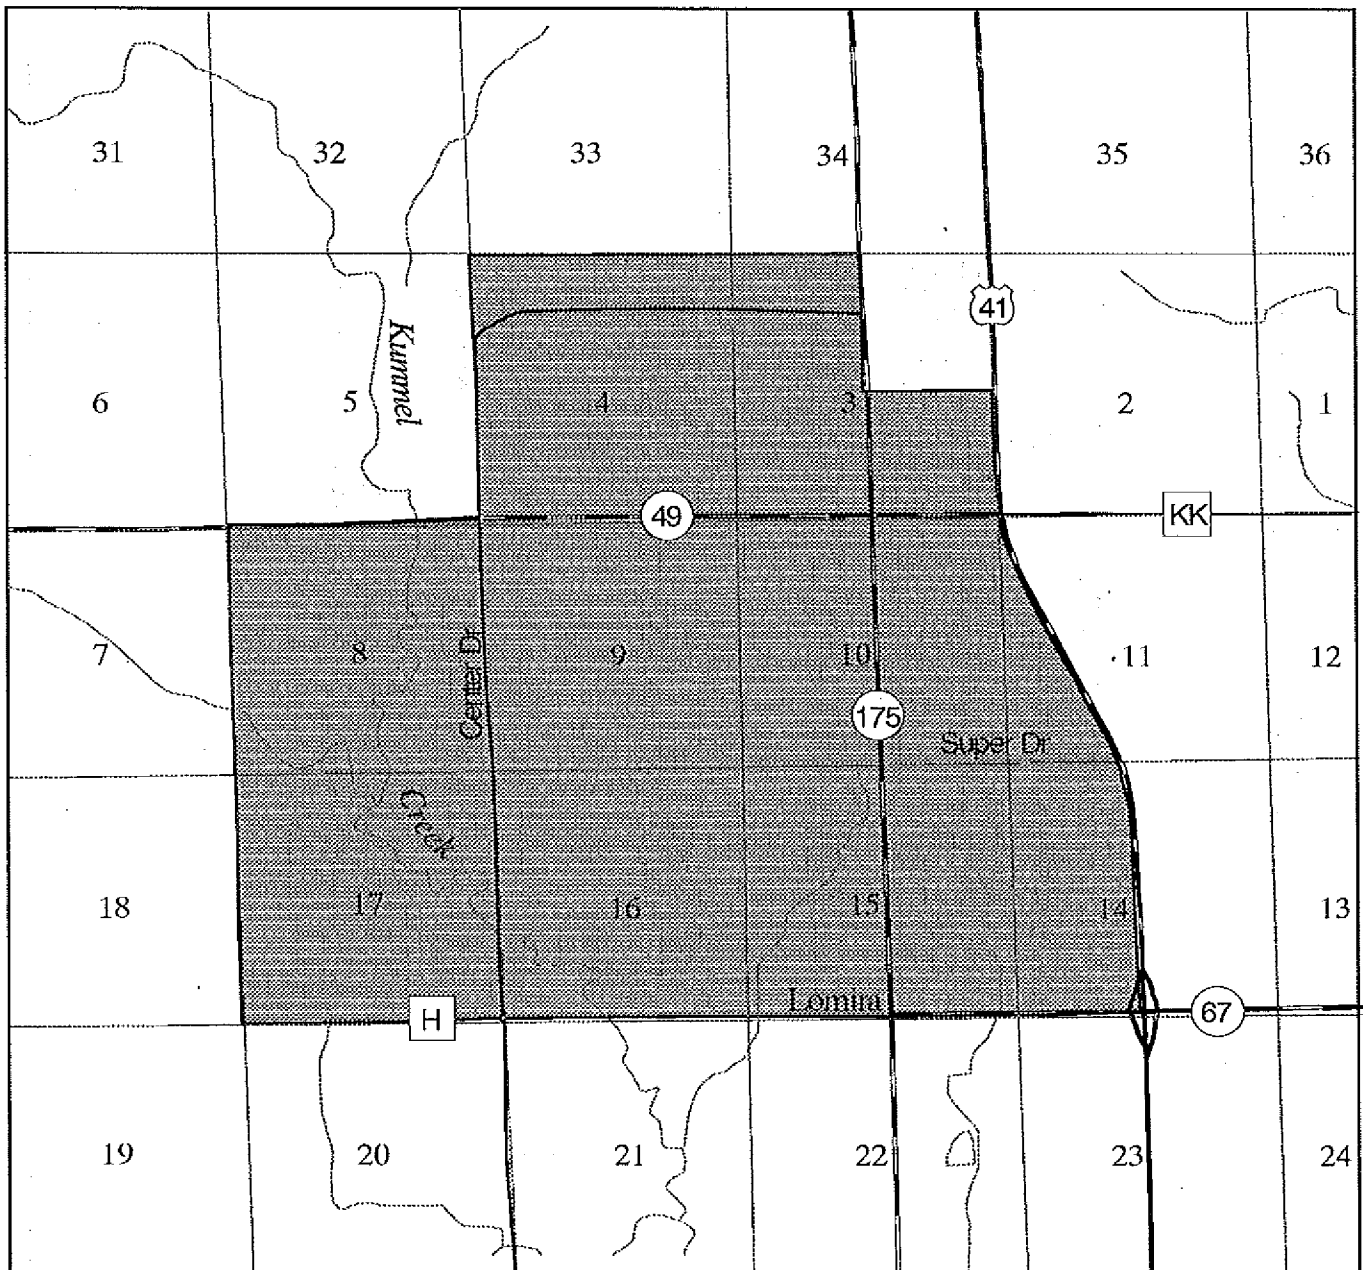 31 32 33 34 35 36
41
6 5 Kummel 4 3 2 1
49 KK
7 8 Center Dr 9 10 11 12
175
Super Dr
Creek
18 17 16 15 14 13
Lomira
H 67
19 20 21 22 23 24